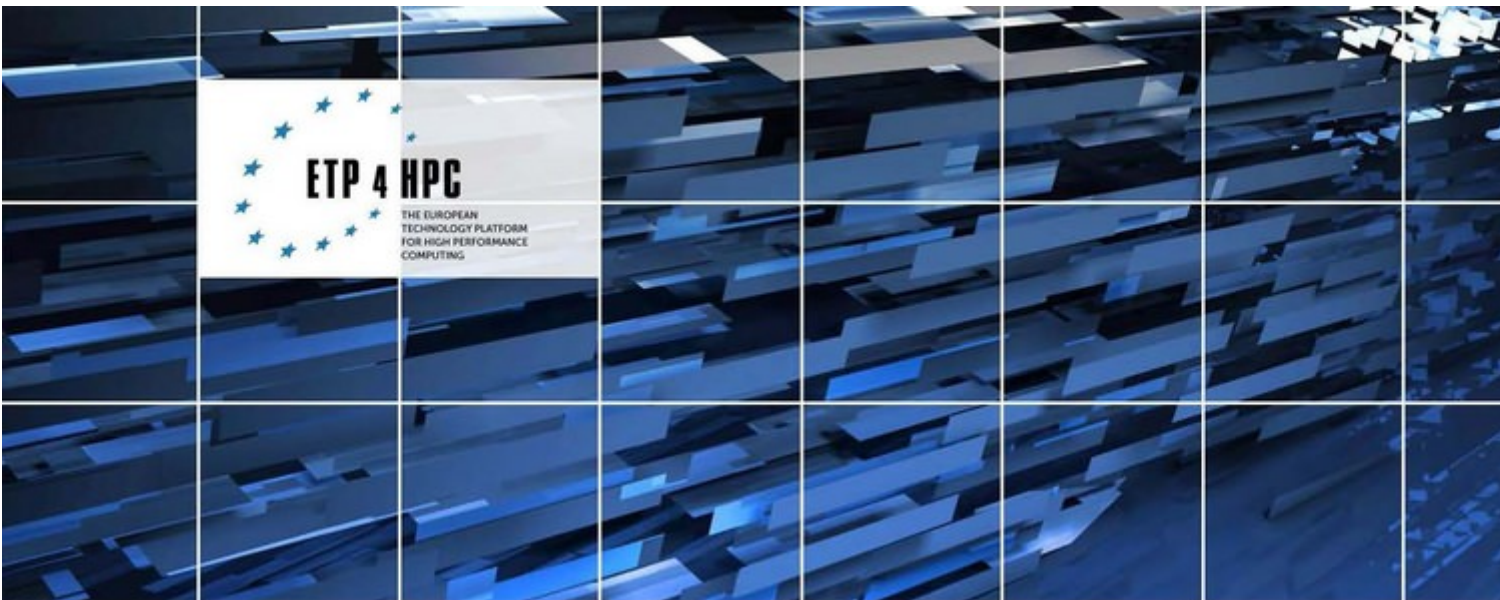 ETP 4 HPC
THE EUROPEAN
TECHNOLOGY PLATFORM
FOR HIGH PERFORMANCE
COMPUTING